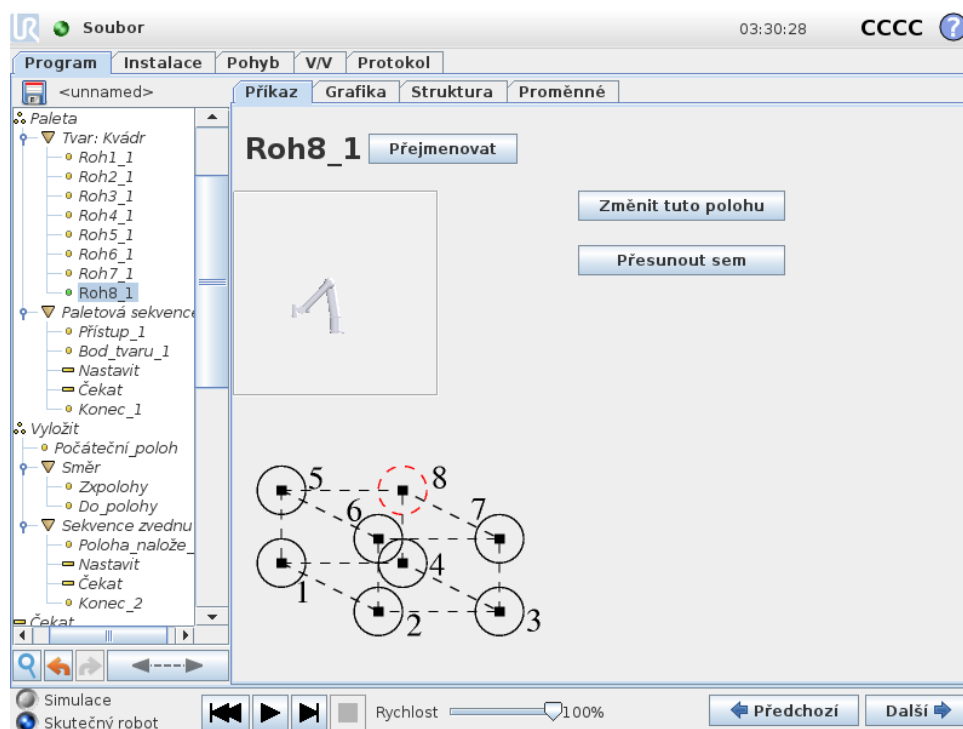 UR Soubor 03:30:28 CCCC ?
Program Instalace Pohyb V/V Protokol
<unnamed> Příkaz Grafika Struktura Proměnné
Paleta
Tvar: Kvádr
Roh1_1
Roh2_1
Roh3_1
Roh4_1
Roh5_1
Roh6_1
Roh7_1
Roh8_1
Paletová sekvence
Přístup_1
Bod_tvaru_1
Nastavit
Čekat
Konec_1
Vyložit
Počáteční_poloh
Směr
Zxpolohy
Do_polohy
Sekvence zvednu
Poloha_nalože_
Nastavit
Čekat
Konec_2
Čekat
Roh8_1 Přejmenovat
Změnit tuto polohu
Přesunout sem
5 8
6 7
1 4
2 3
Simulace
Skutečný robot
Rychlost 100% Předchozí Další